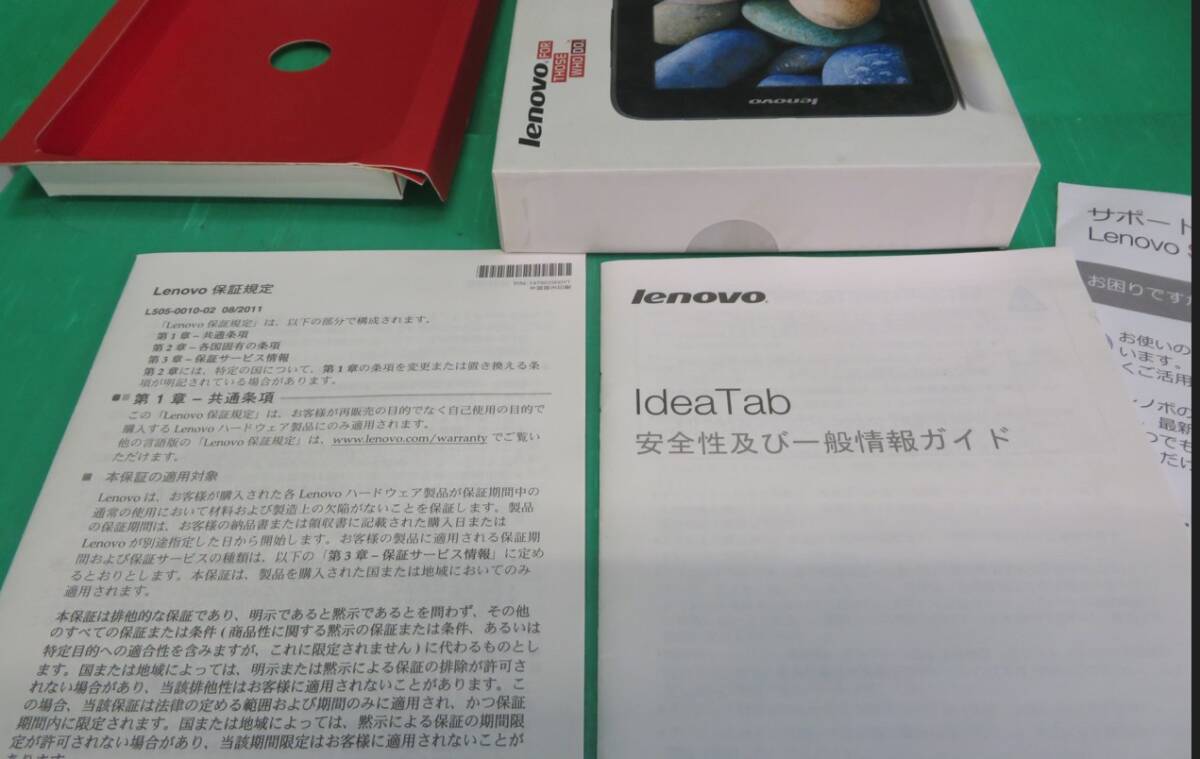 lenovo FOR THOSE WHO DO.
lenovo
Lenovo 保証規定
L505-0010-02 08/2011
「Lenovo 保証規定」は、以下の部分で構成されます。
第 1 章 – 共通条項
第 2 章 – 各国固有の条項
第 3 章 – 保証サービス情報
第 2 章には、特定の国について、第 1 章の条項を変更または置き換える条
項が明記されている場合があります。
第 1 章 – 共通条項
この「Lenovo 保証規定」は、お客様が再販売の目的でなく自己使用の目的で
購入する Lenovo ハードウェア製品にのみ適用されます。
他の言語版の「Lenovo 保証規定」は、www.lenovo.com/warranty でご覧い
ただけます。
■ 本保証の適用対象
Lenovo は、お客様が購入された各 Lenovo ハードウェア製品が保証期間中の
通常の使用において材料および製造上の欠陥がないことを保証します。製品
の保証期間は、お客様の納品書または領収書に記載された購入日または
Lenovo が別途指定した日から開始します。お客様の製品に適用される保証期
間および保証サービスの種類は、以下の「第 3 章 – 保証サービス情報」に定め
るとおりとします。本保証は、製品を購入された国または地域においてのみ
適用されます。
本保証は排他的な保証であり、明示であると黙示であるとを問わず、その他
のすべての保証または条件 ( 商品性に関する黙示の保証または条件、あるいは
特定目的への適合性を含みますが、これに限定されません ) に代わるものとし
ます。国または地域によっては、明示または黙示による保証の排除が許可さ
れない場合があり、当該排他性はお客様に適用されないことがあります。こ
の場合、当該保証は法律の定める範囲および期間のみに適用され、かつ保証
期間内に限定されます。国または地域によっては、黙示による保証の期間限
定が許可されない場合があり、当該期間限定はお客様に適用されないことが
あります。
lenovo
IdeaTab
安全性及び一般情報ガイド
サポート
Lenovo S
お困りですか
お使いの
います。
くご活用
ノボの
最新
つでも
だけ